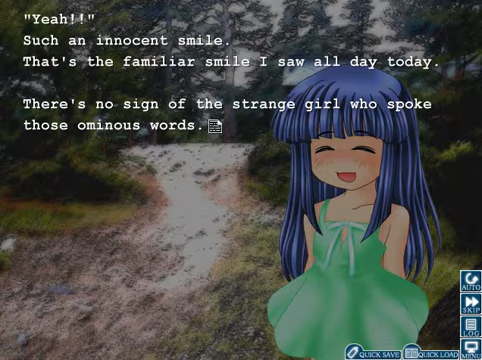 "Yeah!!"
Such an innocent smile.
That's the familiar smile I saw all day today.
There's no sign of the strange girl who spoke
those ominous words.
AUTO
SKIP
LOG
QUICK SAVE
QUICK LOAD
MENU